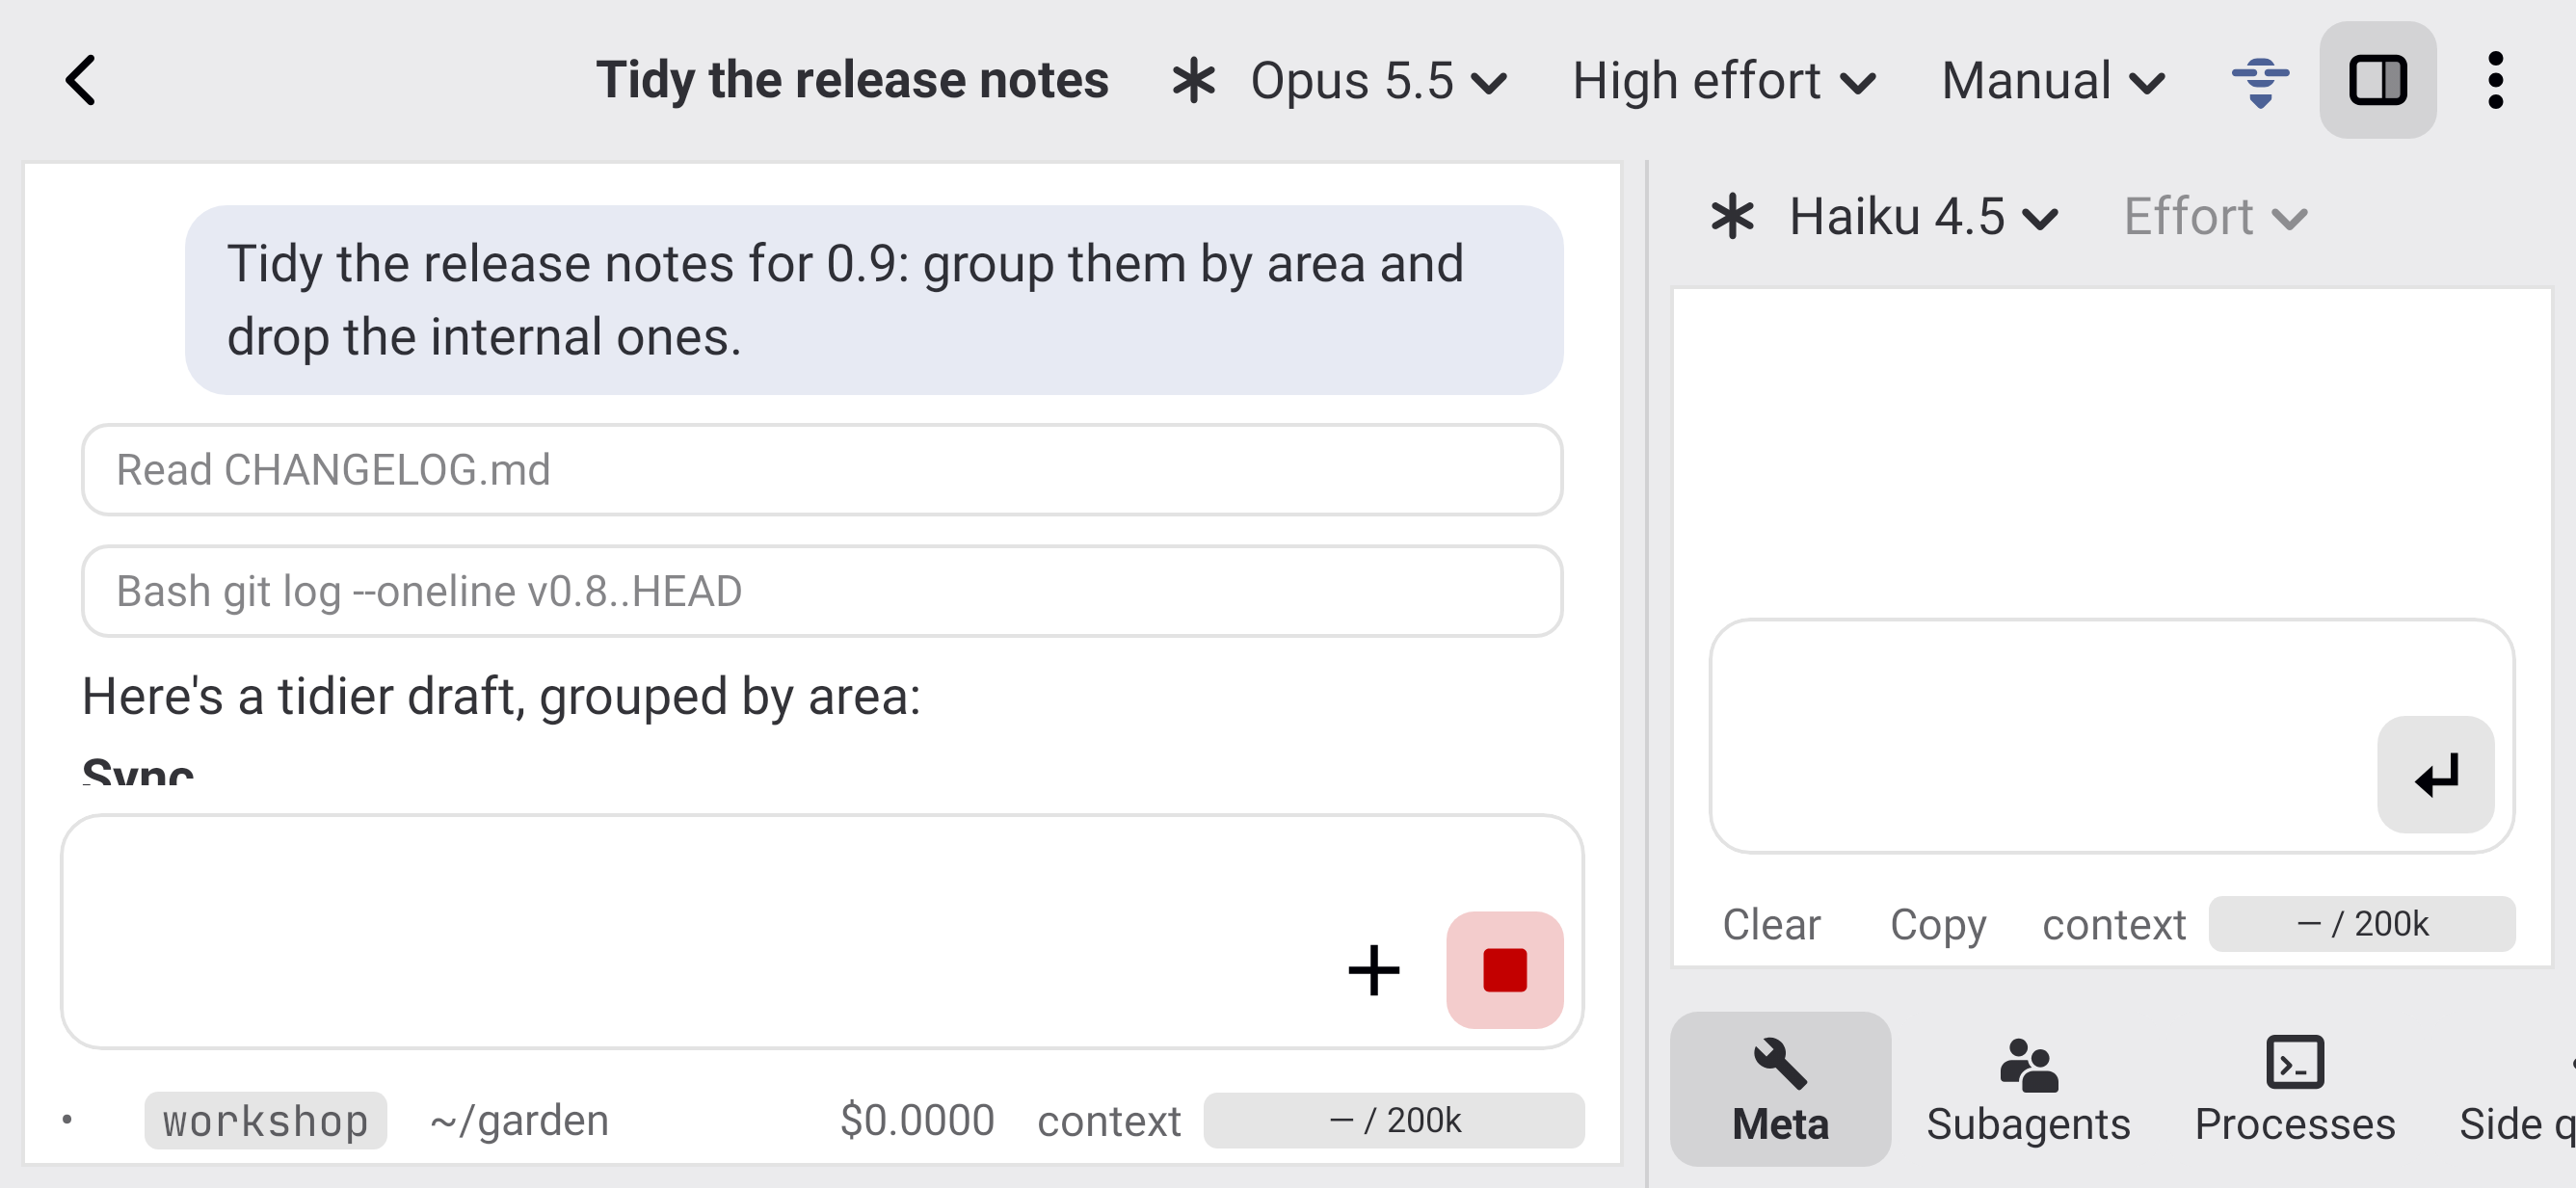 Tidy the release notes
Opus 5.5
High effort
Manual
Tidy the release notes for 0.9: group them by area and
drop the internal ones.
Read CHANGELOG.md
Bash git log --oneline v0.8..HEAD
Here's a tidier draft, grouped by area:
Sync
workshop ~/garden $0.0000 context — / 200k
Haiku 4.5 Effort
Clear Copy context — / 200k
Meta Subagents Processes Side q